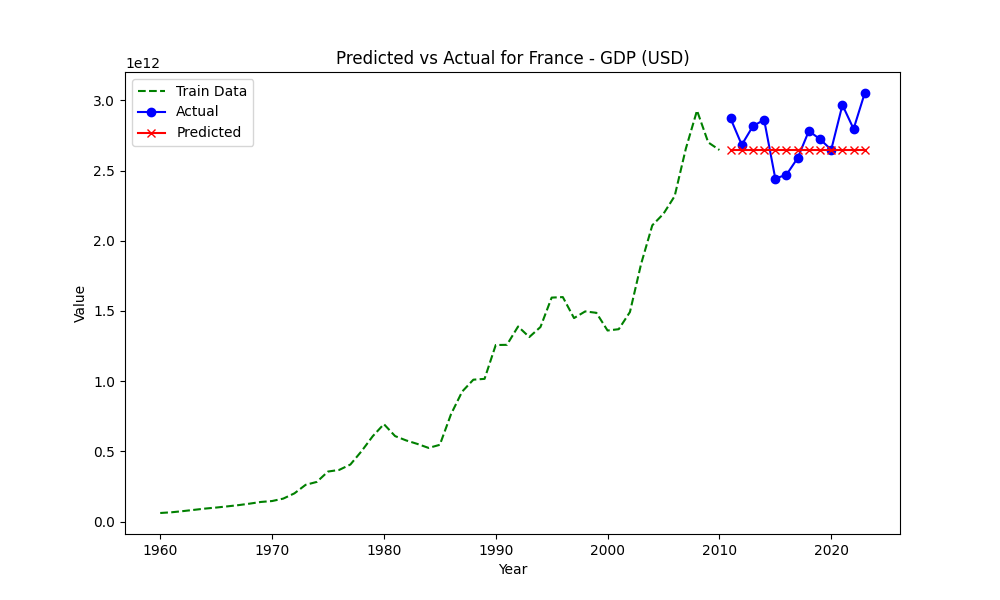 Predicted vs Actual for France - GDP (USD)
1e12
Train Data
Actual
Predicted
3.0
2.5
2.0
1.5
1.0
0.5
0.0
Value
1960 1970 1980 1990 2000 2010 2020
Year